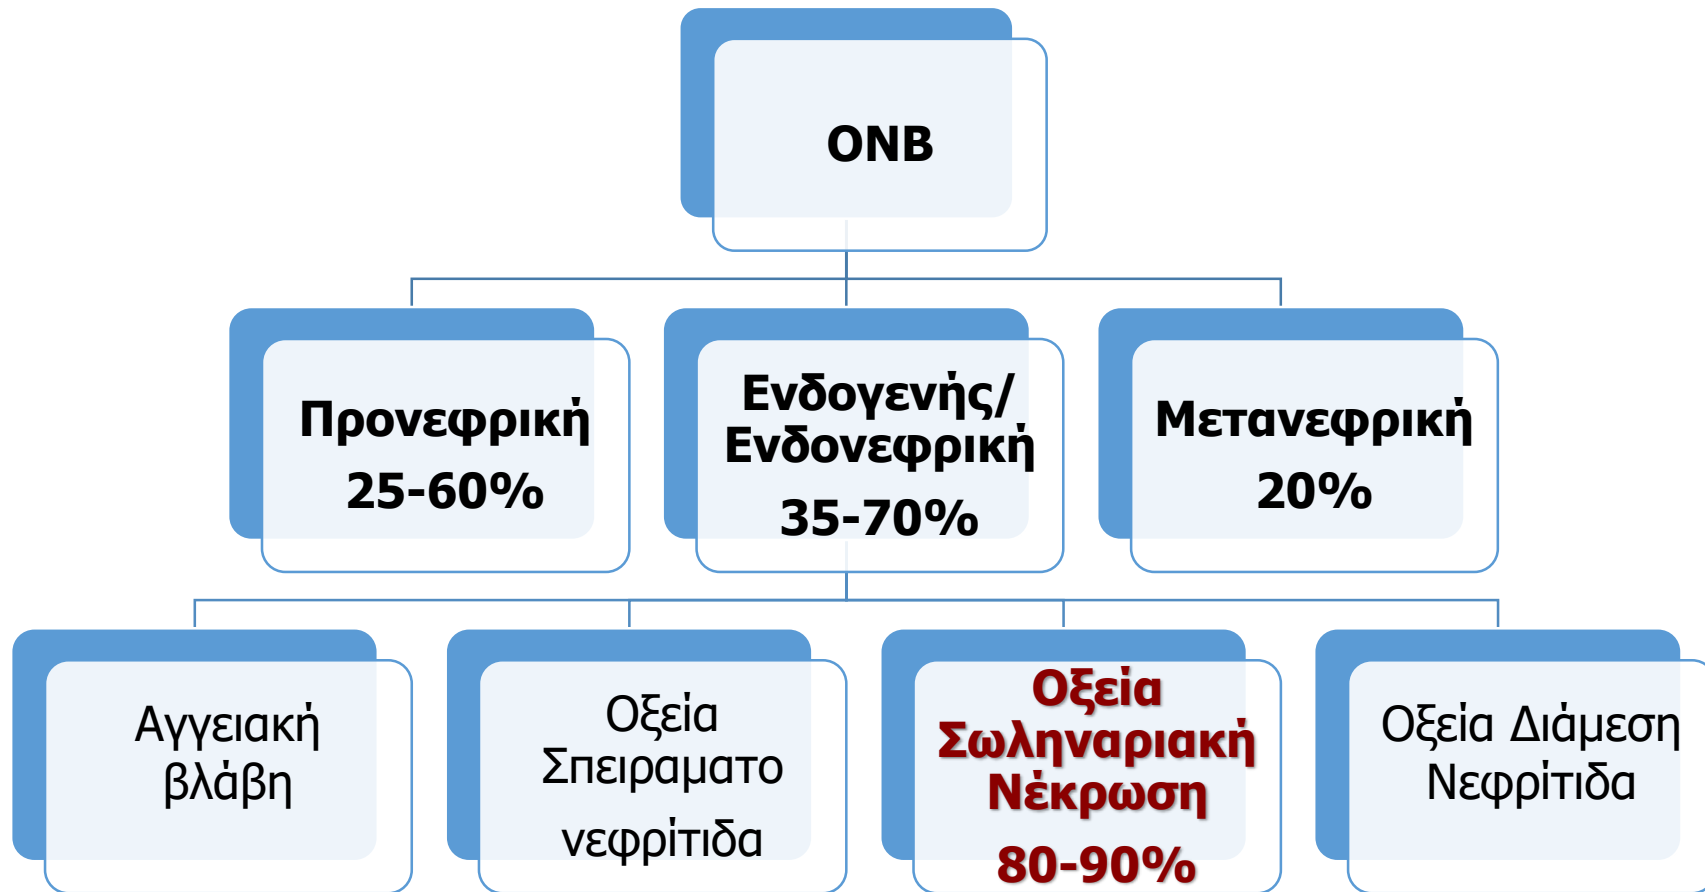 ΟΝΒ
Προνεφρική
25-60%
Ενδογενής/
Ενδονεφρική
35-70%
Μετανεφρική
20%
Αγγειακή
βλάβη
Οξεία
Σπειραματο
νεφρίτιδα
Οξεία
Σωληναριακή
Νέκρωση
80-90%
Οξεία Διάμεση
Νεφρίτιδα